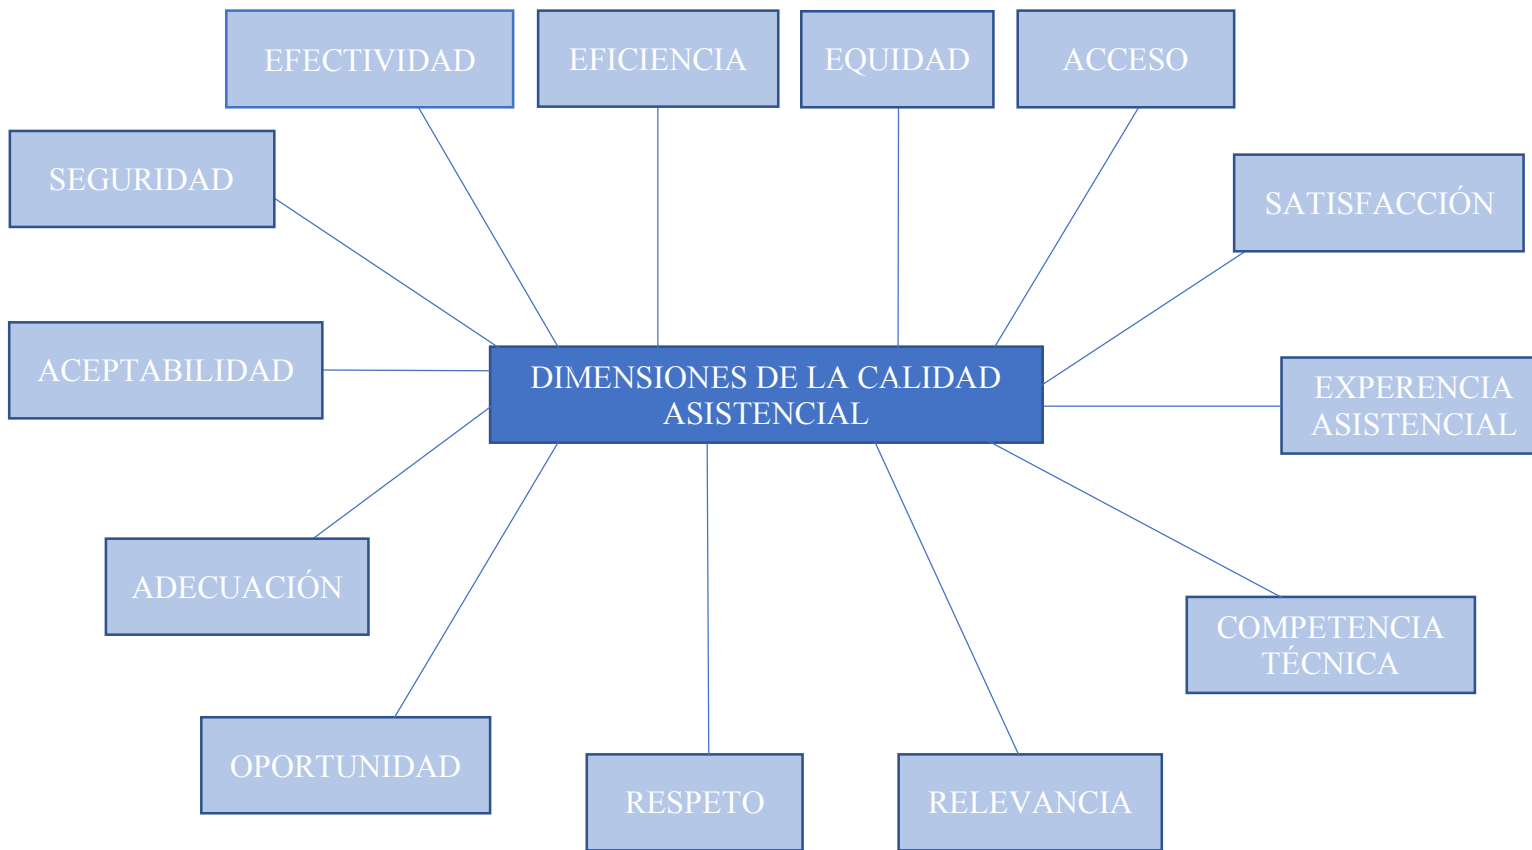 EFECTIVIDAD
EFICIENCIA
EQUIDAD
ACCESO
SEGURIDAD
SATISFACCIÓN
ACEPTABILIDAD
DIMENSIONES DE LA CALIDAD
ASISTENCIAL
EXPERENCIA
ASISTENCIAL
ADECUACIÓN
COMPETENCIA
TÉCNICA
OPORTUNIDAD
RESPETO
RELEVANCIA